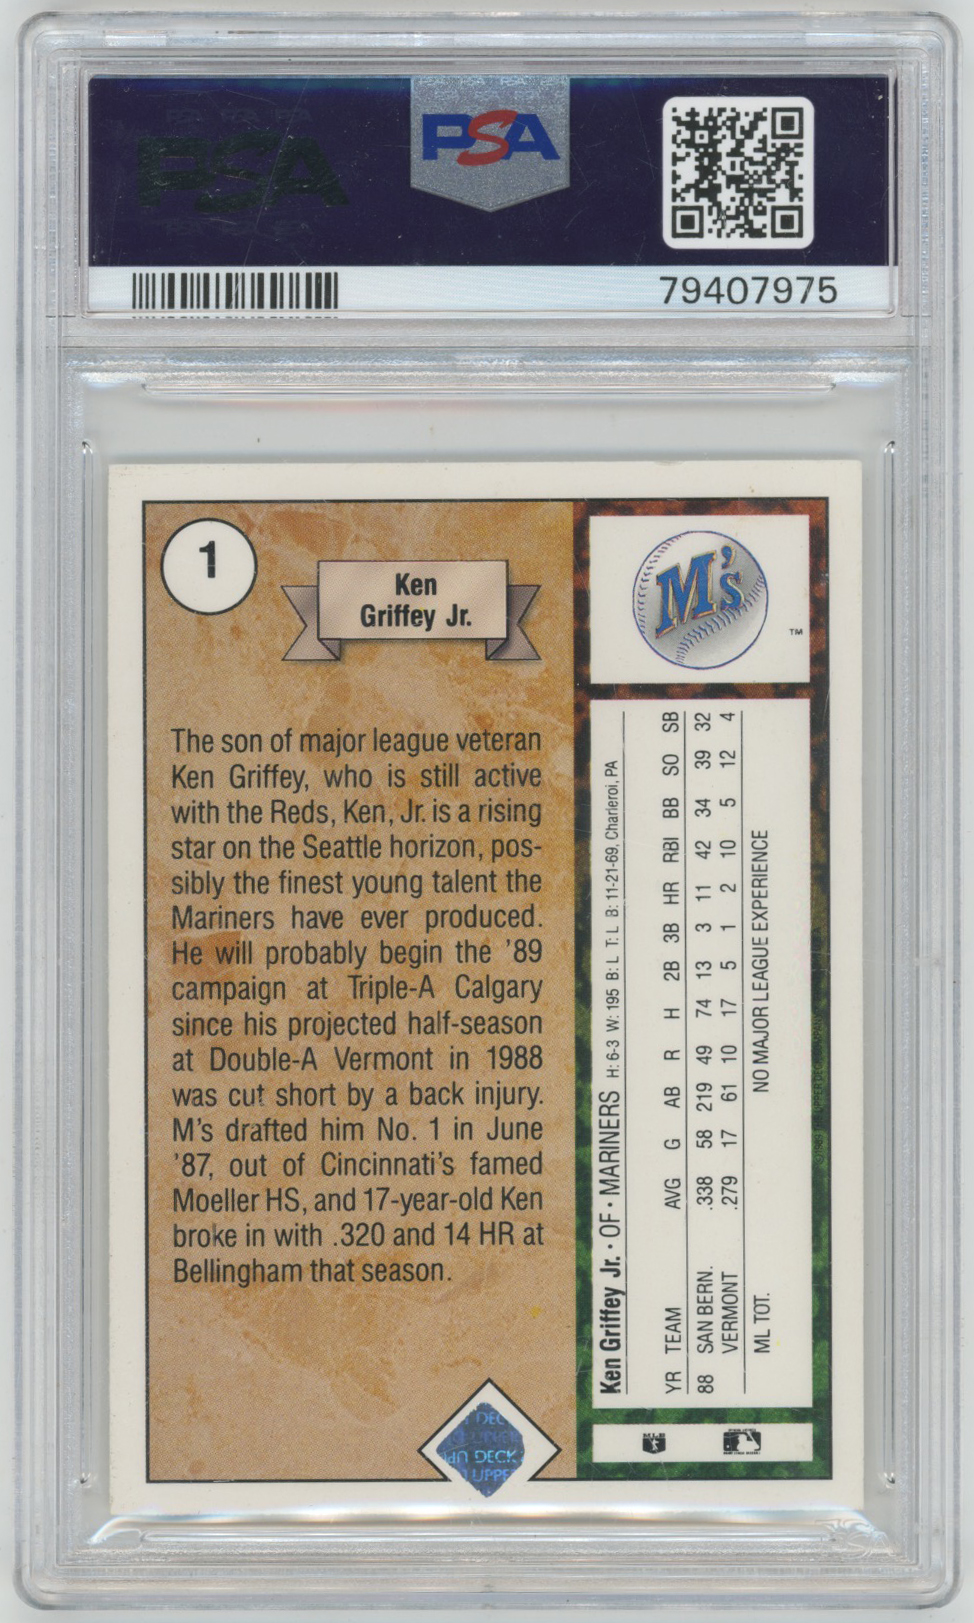 PSA
PSA
79407975
1
Ken
Griffey Jr.
M's
TM
The son of major league veteran
Ken Griffey, who is still active
with the Reds, Ken, Jr. is a rising
star on the Seattle horizon, pos-
sibly the finest young talent the
Mariners have ever produced.
He will probably begin the '89
campaign at Triple-A Calgary
since his projected half-season
at Double-A Vermont in 1988
was cut short by a back injury.
M's drafted him No. 1 in June
'87, out of Cincinnati's famed
Moeller HS, and 17-year-old Ken
broke in with .320 and 14 HR at
Bellingham that season.
Ken Griffey Jr. • OF • MARINERS H: 6-3 W: 195 B: L T: L B: 11-21-69, Charleroi, PA
YR TEAM AVG G AB R H 2B 3B HR RBI BB SO SB
88 SAN BERN. .338 58 219 49 74 13 3 11 42 34 39 32
VERMONT .279 17 61 10 17 5 1 2 10 5 12 4
ML TOT. NO MAJOR LEAGUE EXPERIENCE
UPPER DECK